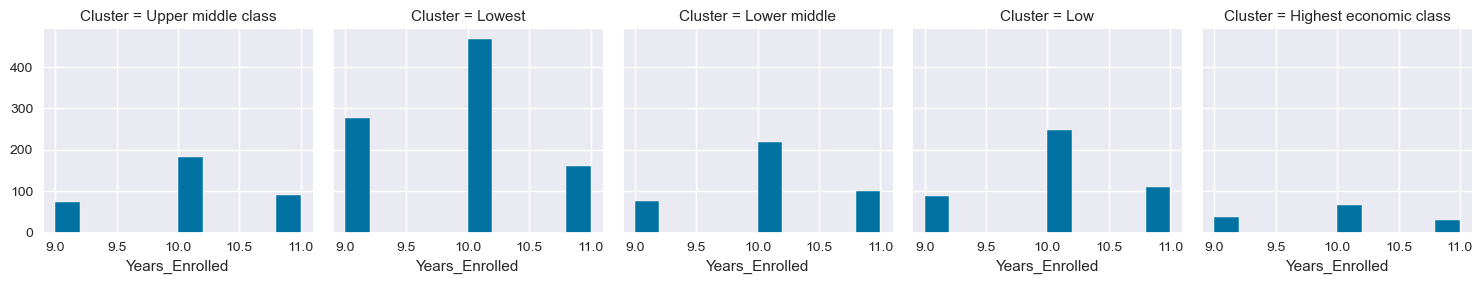 Cluster = Upper middle class
Cluster = Lowest
Cluster = Lower middle
Cluster = Low
Cluster = Highest economic class
400
300
200
100
0
9.0 9.5 10.0 10.5 11.0
9.0 9.5 10.0 10.5 11.0
9.0 9.5 10.0 10.5 11.0
9.0 9.5 10.0 10.5 11.0
9.0 9.5 10.0 10.5 11.0
Years_Enrolled
Years_Enrolled
Years_Enrolled
Years_Enrolled
Years_Enrolled